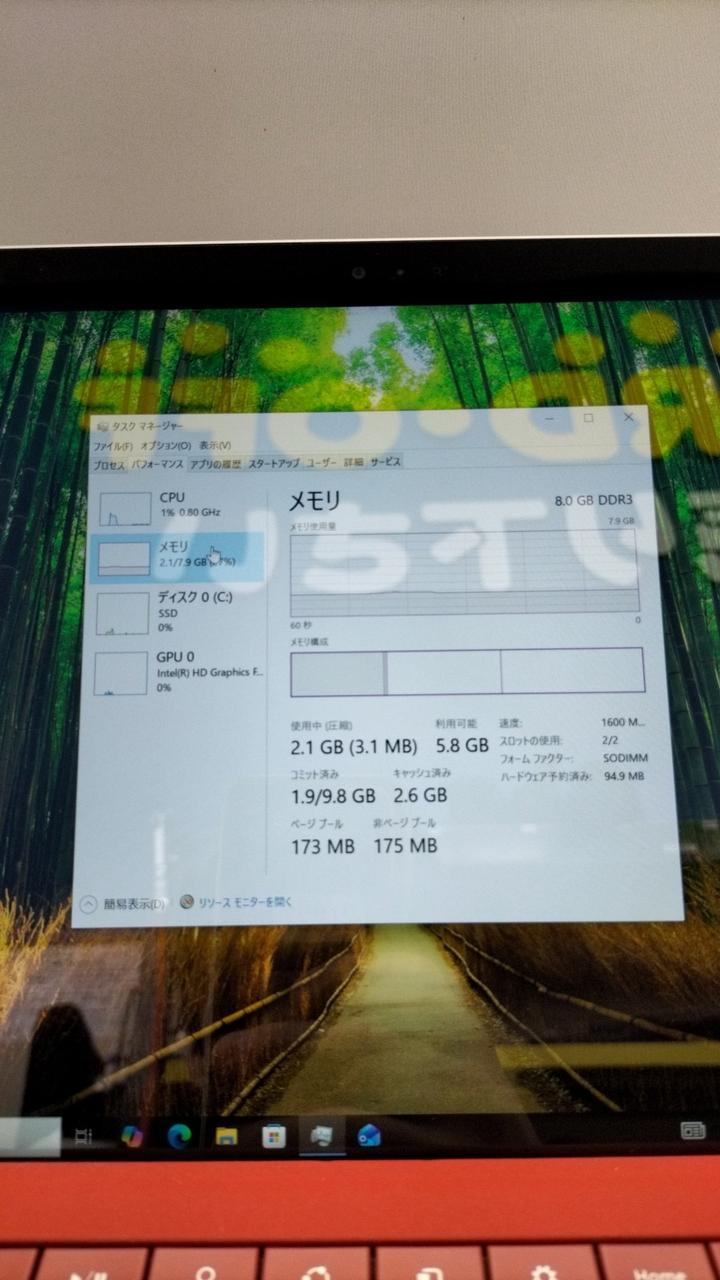 タスク マネージャー
ファイル(F) オプション(O) 表示(V)
プロセス パフォーマンス アプリの履歴 スタートアップ ユーザー 詳細 サービス
CPU
1% 0.80 GHz
メモリ
2.1/7.9 GB
ディスク 0 (C:)
SSD
0%
GPU 0
Intel(R) HD Graphics F...
0%
メモリ 8.0 GB DDR3
メモリ使用量 7.9 GB
60 秒 0
メモリ構成
使用中 (圧縮) 利用可能
2.1 GB (3.1 MB) 5.8 GB
コミット済み キャッシュ済み
1.9/9.8 GB 2.6 GB
ページ プール 非ページ プール
173 MB 175 MB
速度: 1600 M...
スロットの使用: 2/2
フォーム ファクター: SODIMM
ハードウェア予約済み: 94.9 MB
簡易表示(D) リソース モニターを開く
Home